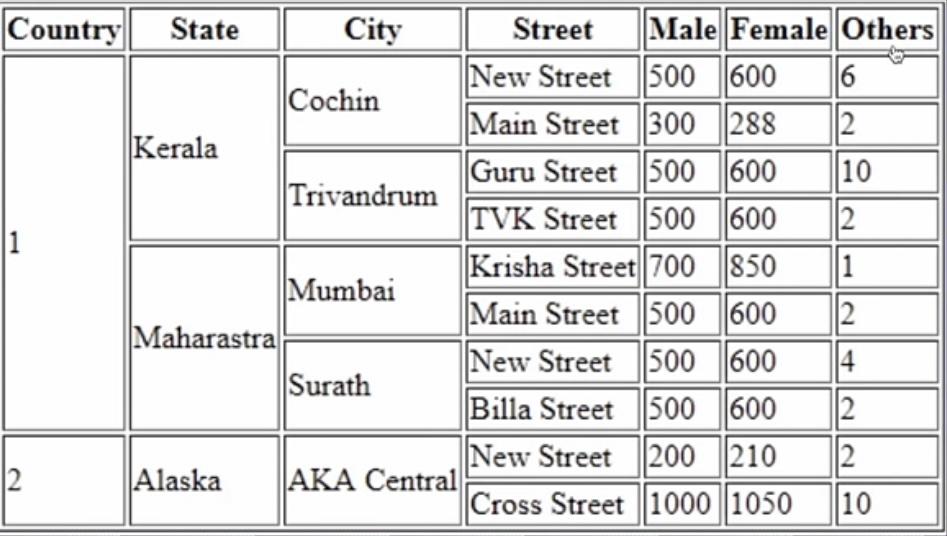 Country State City Street Male Female Others
1 Kerala Cochin New Street 500 600 6
Main Street 300 288 2
Trivandrum Guru Street 500 600 10
TVK Street 500 600 2
Maharastra Mumbai Krisha Street 700 850 1
Main Street 500 600 2
Surath New Street 500 600 4
Billa Street 500 600 2
2 Alaska AKA Central New Street 200 210 2
Cross Street 1000 1050 10